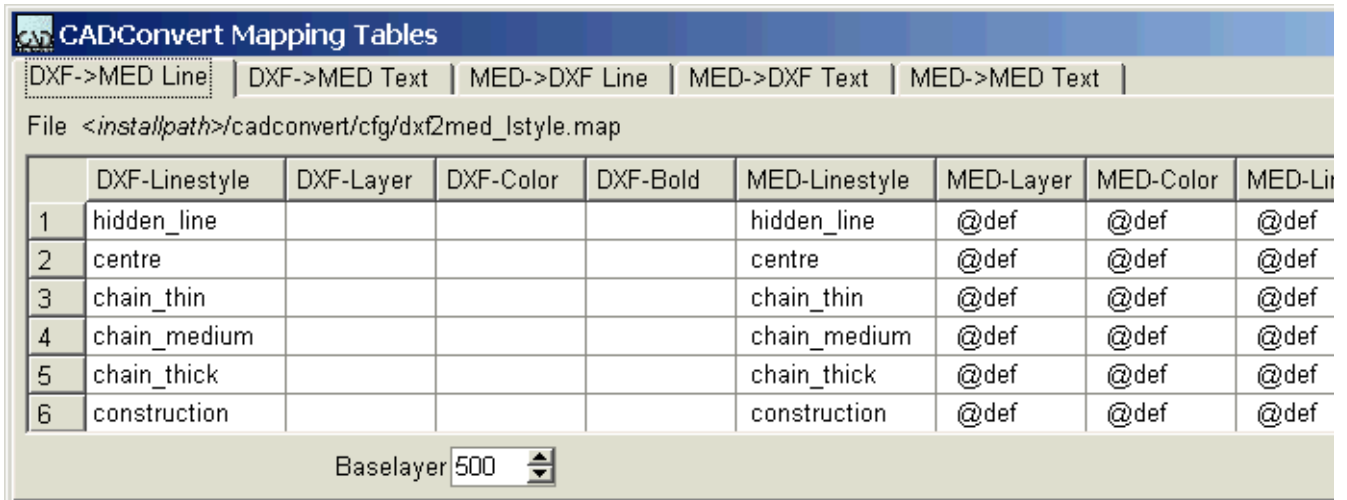 CADConvert Mapping Tables
DXF->MED Line DXF->MED Text MED->DXF Line MED->DXF Text MED->MED Text
File <installpath>/cadconvert/cfg/dxf2med_lstyle.map
DXF-Linestyle DXF-Layer DXF-Color DXF-Bold MED-Linestyle MED-Layer MED-Color MED-Li
1 hidden_line hidden_line @def @def @def
2 centre centre @def @def @def
3 chain_thin chain_thin @def @def @def
4 chain_medium chain_medium @def @def @def
5 chain_thick chain_thick @def @def @def
6 construction construction @def @def @def
Baselayer 500